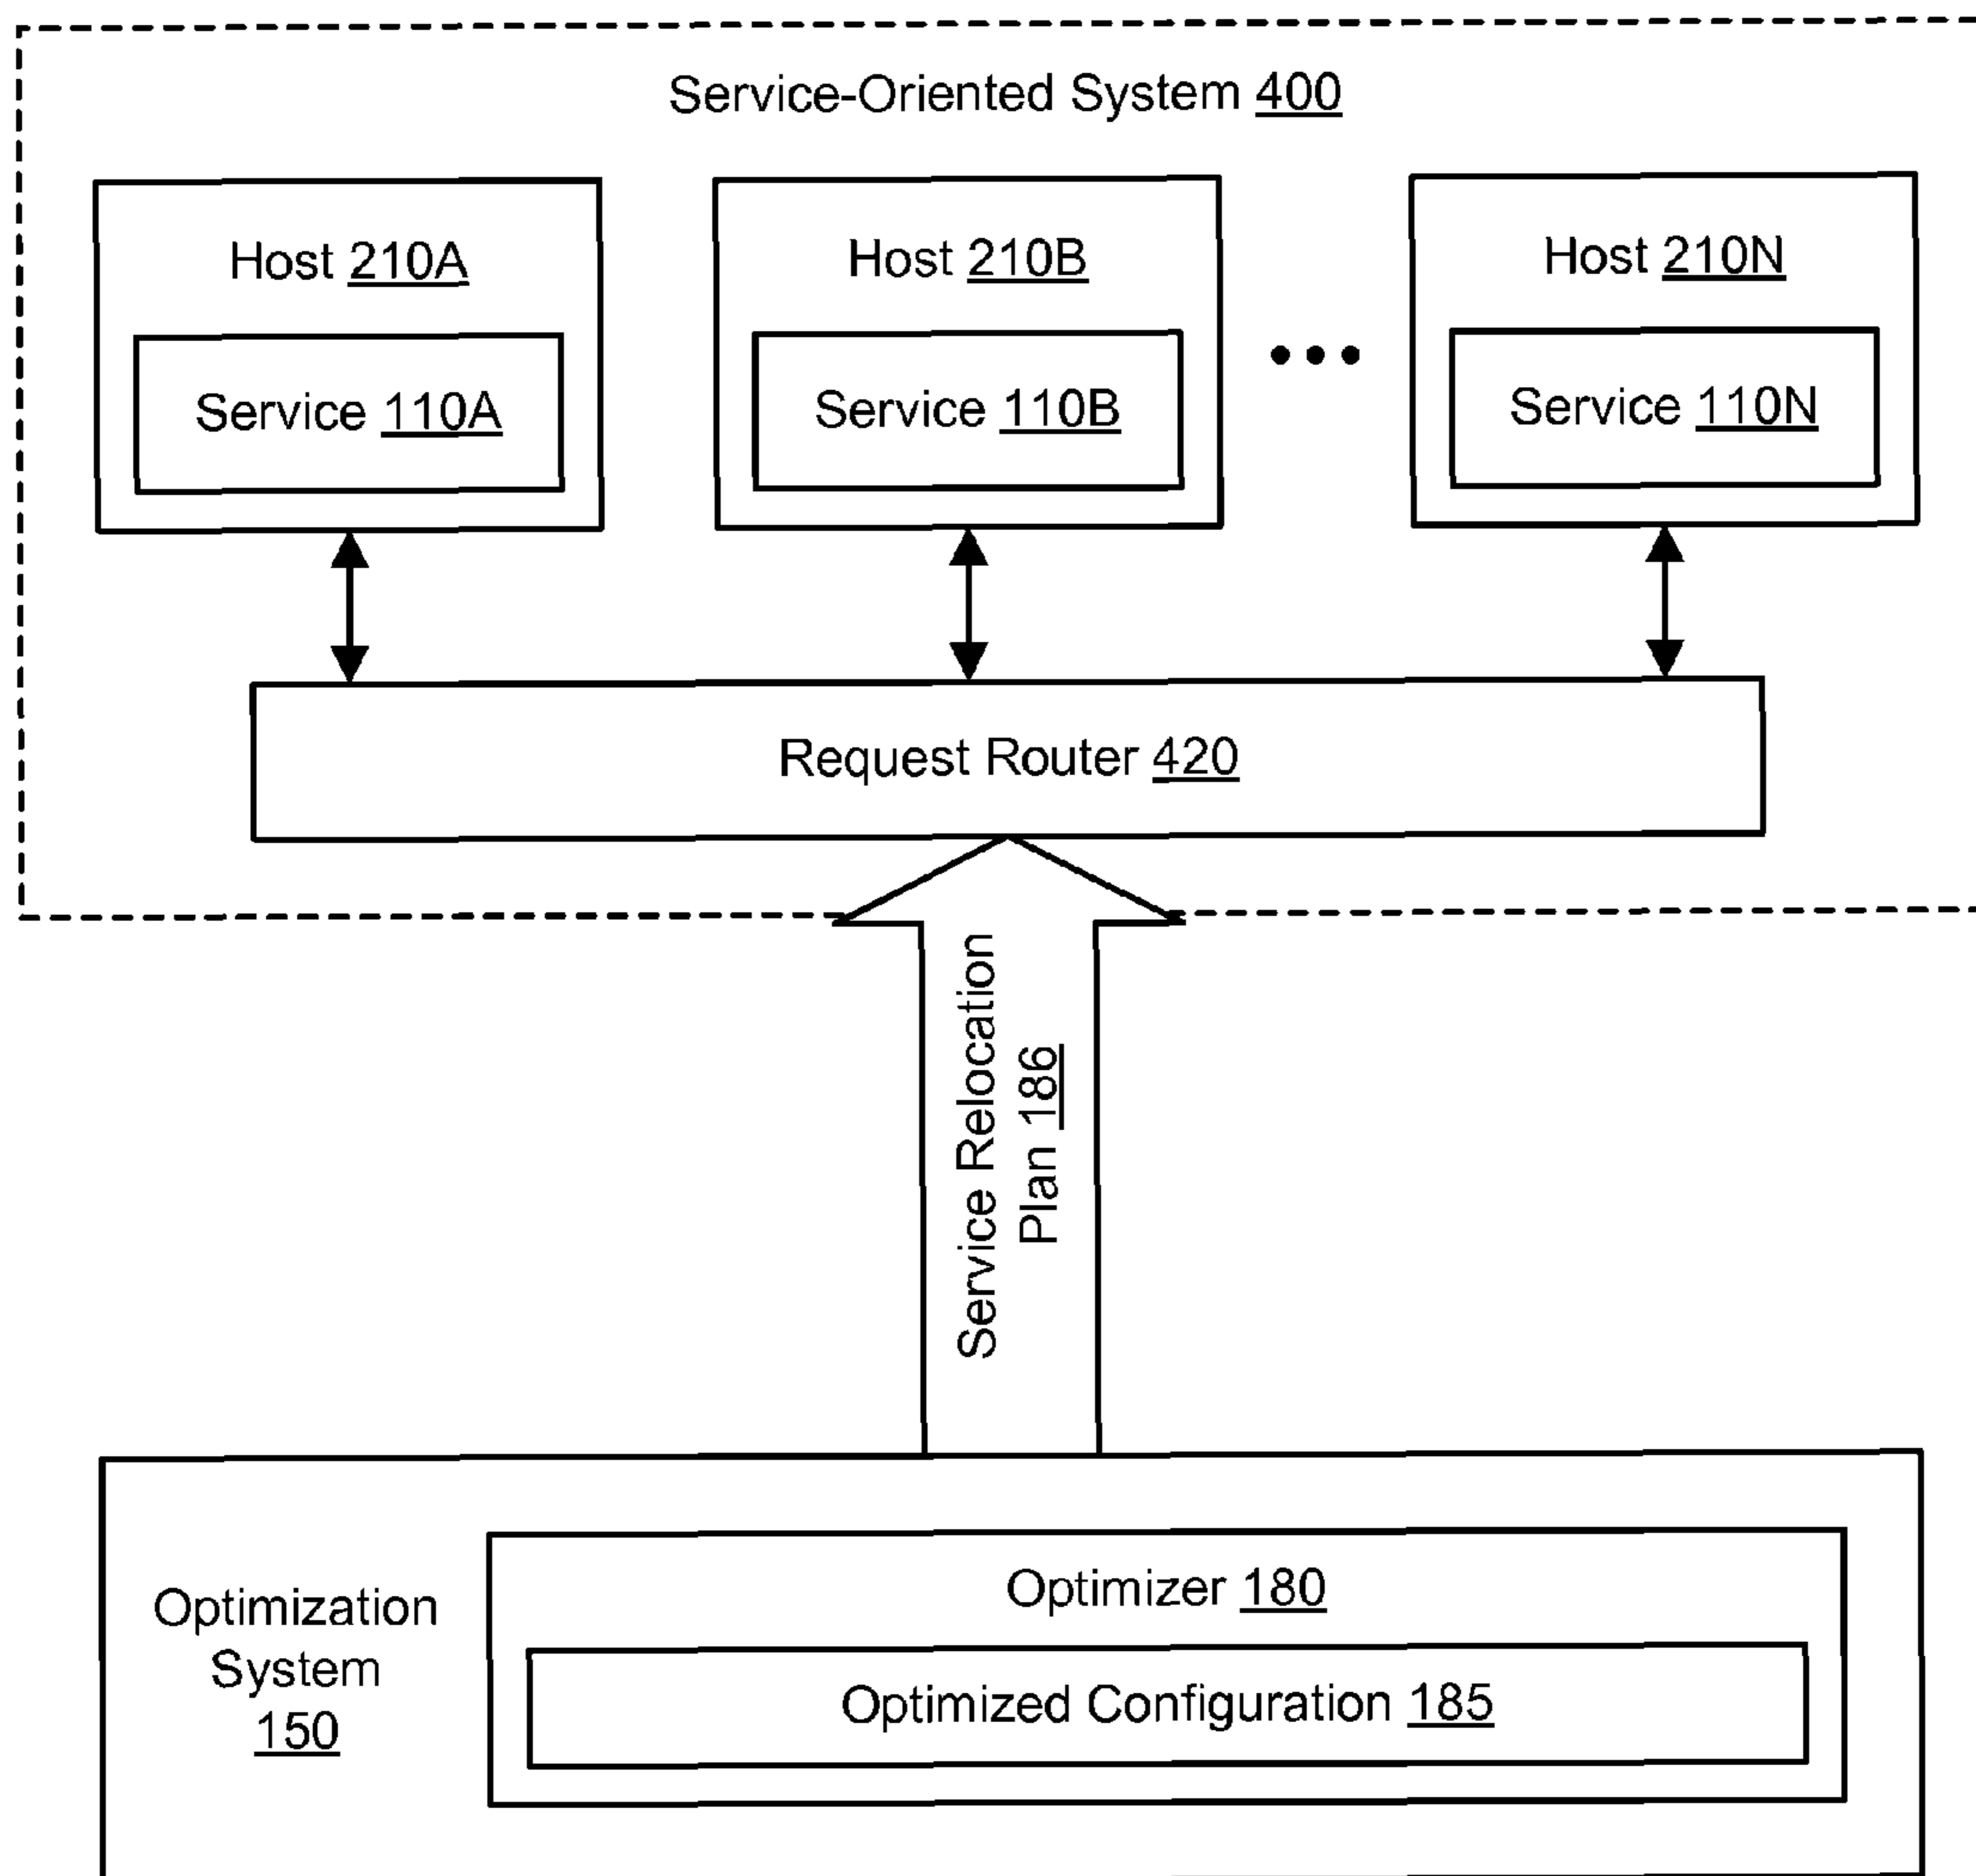 Service-Oriented System 400
Host 210A
Service 110A
Host 210B
Service 110B
Host 210N
Service 110N
Request Router 420
Service Relocation
Plan 186
Optimization
System
150
Optimizer 180
Optimized Configuration 185